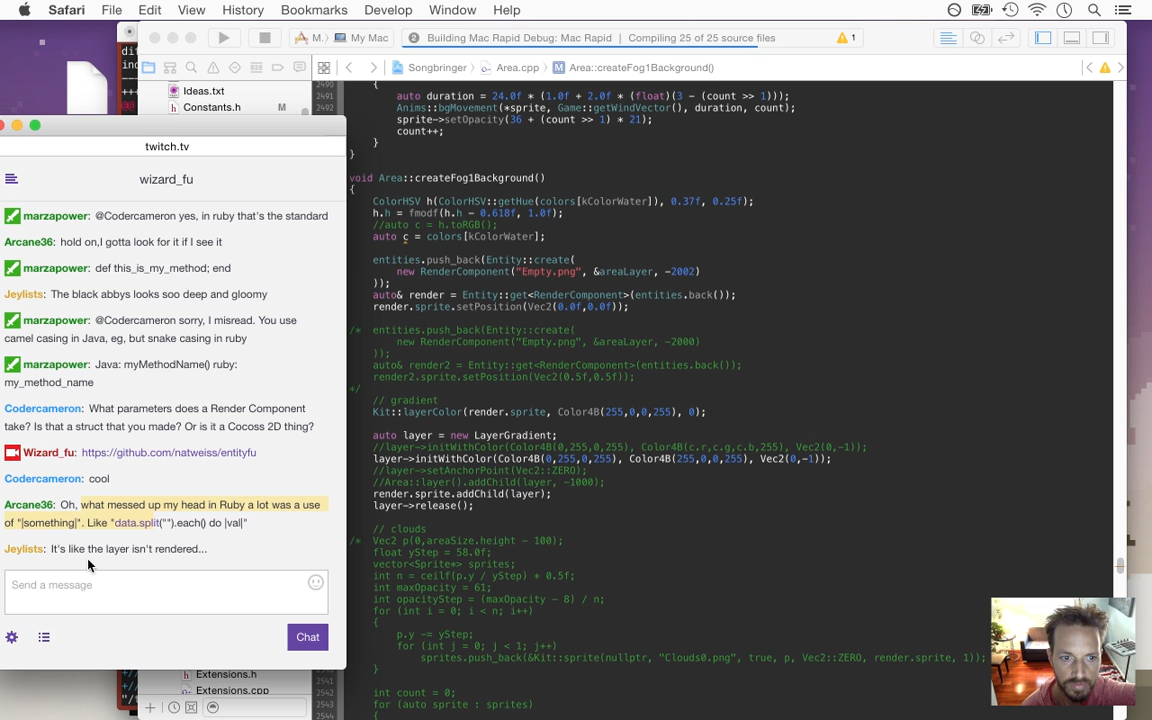 Safari File Edit View History Bookmarks Develop Window Help
M.〉 My Mac
2 Building Mac Rapid Debug: Mac Rapid | Compiling 25 of 25 source files
1
Songbringer 〉 Area.cpp 〉 M Area::createFog1Background()
Ideas.txt
Constants.h M
twitch.tv
wizard_fu
marzapower: @Codercameron yes, in ruby that's the standard
Arcane36: hold on,I gotta look for it if I see it
marzapower: def this_is_my_method; end
Jeylists: The black abbys looks soo deep and gloomy
marzapower: @Codercameron sorry, I misread. You use
camel casing in Java, eg, but snake casing in ruby
marzapower: Java: myMethodName() ruby:
my_method_name
Codercameron: What parameters does a Render Component
take? Is that a struct that you made? Or is it a Cocoss 2D thing?
Wizard_fu: https://github.com/natweiss/entityfu
Codercameron: cool
Arcane36: Oh, what messed up my head in Ruby a lot was a use
of "|something|". Like "data.split("").each() do |val|"
Jeylists: It's like the layer isn't rendered...
Send a message
Chat
Extensions.h
Extensions.cpp
2490
2491
2492
{
auto duration = 24.0f * (1.0f + 2.0f * (float)(3 - (count >> 1)));
Anims::bgMovement(*sprite, Game::getWindVector(), duration, count);
sprite->setOpacity(36 + (count >> 1) * 21);
count++;
}
}
void Area::createFog1Background()
{
ColorHSV h(ColorHSV::getHue(colors[kColorWater]), 0.37f, 0.25f);
h.h = fmodf(h.h - 0.618f, 1.0f);
//auto c = h.toRGB();
auto c = colors[kColorWater];
entities.push_back(Entity::create(
new RenderComponent("Empty.png", &areaLayer, -2002)
));
auto& render = Entity::get<RenderComponent>(entities.back());
render.sprite.setPosition(Vec2(0.0f,0.0f));
/* entities.push_back(Entity::create(
new RenderComponent("Empty.png", &areaLayer, -2000)
));
auto& render2 = Entity::get<RenderComponent>(entities.back());
render2.sprite.setPosition(Vec2(0.5f,0.5f));
*/
// gradient
Kit::layerColor(render.sprite, Color4B(255,0,0,255), 0);
auto layer = new LayerGradient;
//layer->initWithColor(Color4B(0,255,0,255), Color4B(c.r,c.g,c.b,255), Vec2(0,-1));
layer->initWithColor(Color4B(0,255,0,255), Color4B(255,0,0,255), Vec2(0,-1));
//layer->setAnchorPoint(Vec2::ZERO);
//Area::layer().addChild(layer, -1000);
render.sprite.addChild(layer);
layer->release();
// clouds
/* Vec2 p(0,areaSize.height - 100);
float yStep = 58.0f;
vector<Sprite*> sprites;
int n = ceilf(p.y / yStep) + 0.5f;
int maxOpacity = 61;
int opacityStep = (maxOpacity - 8) / n;
for (int i = 0; i < n; i++)
{
p.y -= yStep;
for (int j = 0; j < 1; j++)
sprites.push_back(&Kit::sprite(nullptr, "Clouds0.png", true, p, Vec2::ZERO, render.sprite, 1));
}
int count = 0;
for (auto sprite : sprites)
{
2541
2542
2543
2544